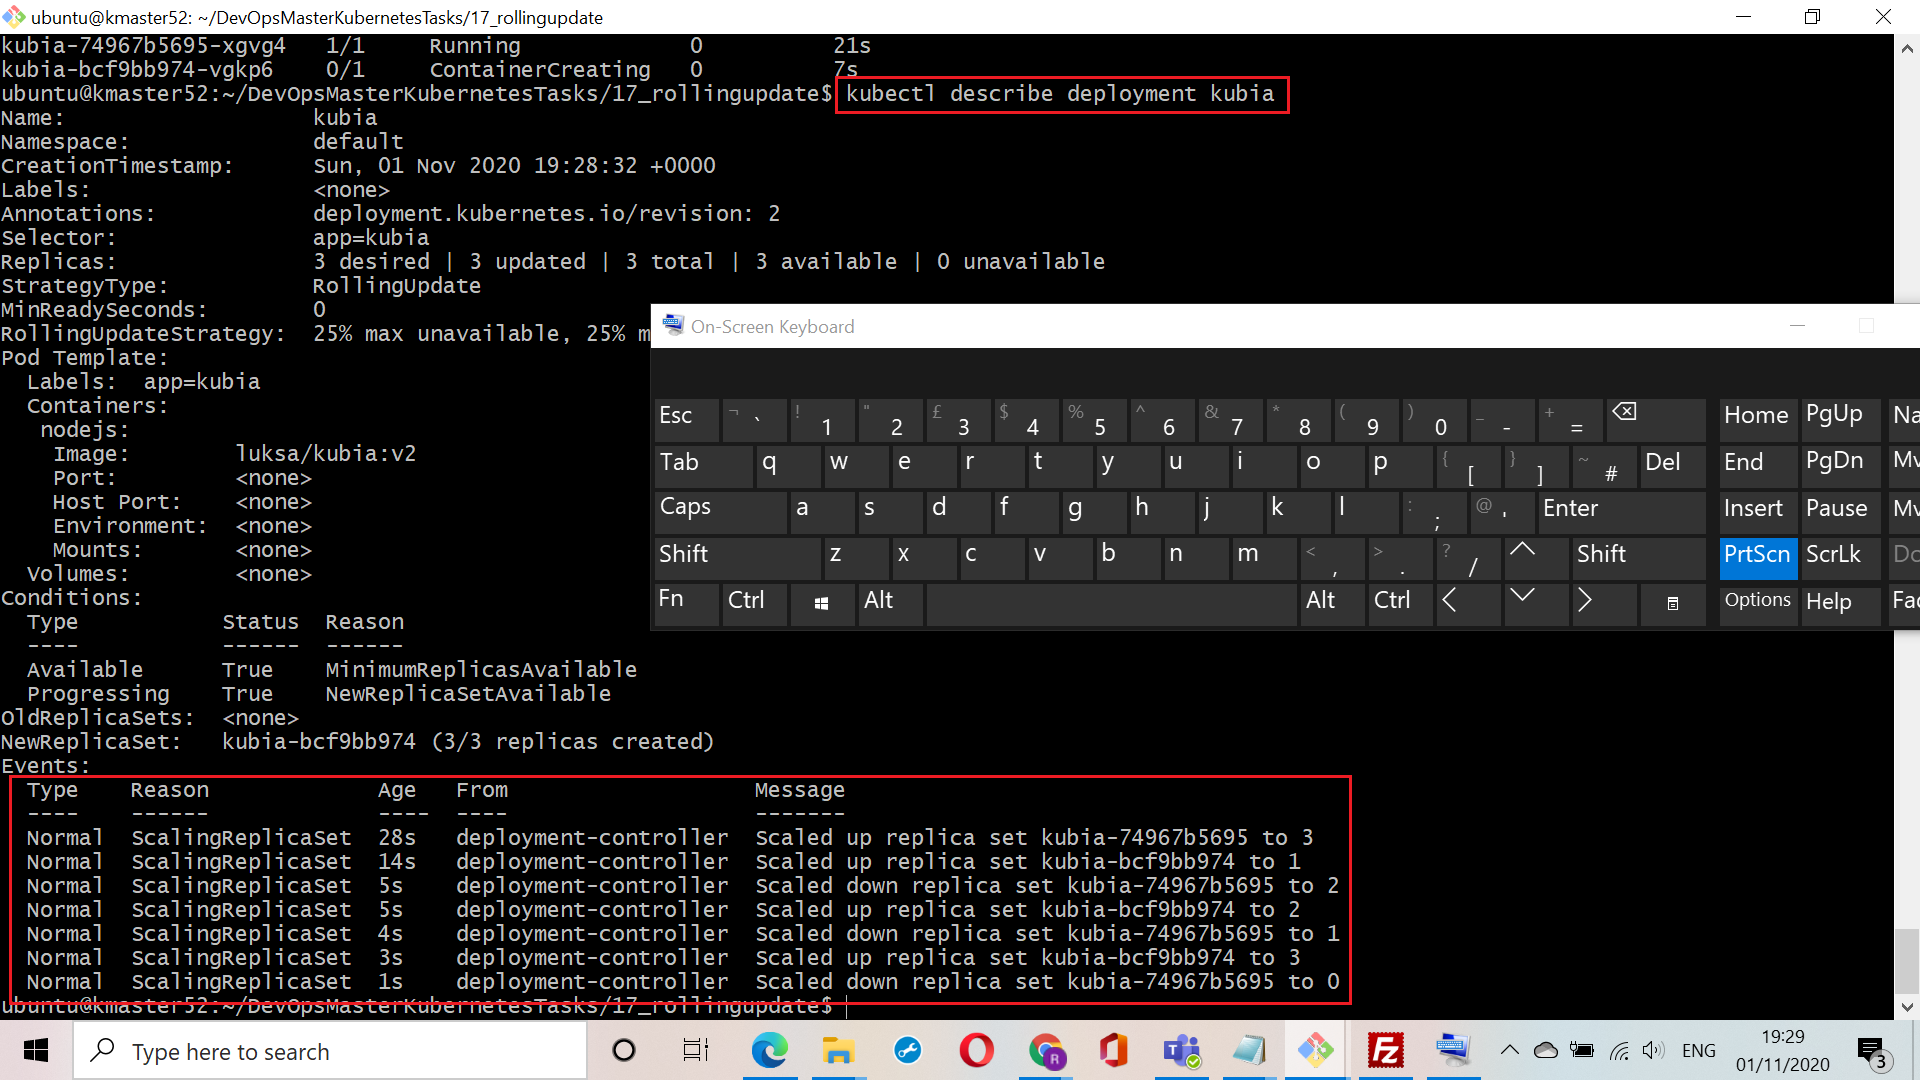 ubuntu@kmaster52: ~/DevOpsMasterKubernetesTasks/17_rollingupdate
kubia-74967b5695-xgvg4   1/1     Running             0          21s
kubia-bcf9bb974-vgkp6    0/1     ContainerCreating   0          7s
ubuntu@kmaster52:~/DevOpsMasterKubernetesTasks/17_rollingupdate$ kubectl describe deployment kubia
Name:                   kubia
Namespace:              default
CreationTimestamp:      Sun, 01 Nov 2020 19:28:32 +0000
Labels:                 <none>
Annotations:            deployment.kubernetes.io/revision: 2
Selector:               app=kubia
Replicas:               3 desired | 3 updated | 3 total | 3 available | 0 unavailable
StrategyType:           RollingUpdate
MinReadySeconds:        0
RollingUpdateStrategy:  25% max unavailable, 25% m
Pod Template:
  Labels:  app=kubia
  Containers:
   nodejs:
    Image:        luksa/kubia:v2
    Port:         <none>
    Host Port:    <none>
    Environment:  <none>
    Mounts:       <none>
  Volumes:        <none>
Conditions:
  Type           Status  Reason
  ----           ------  ------
  Available      True    MinimumReplicasAvailable
  Progressing    True    NewReplicaSetAvailable
OldReplicaSets:  <none>
NewReplicaSet:   kubia-bcf9bb974 (3/3 replicas created)
Events:
  Type    Reason             Age   From                   Message
  ----    ------             ----  ----                   -------
  Normal  ScalingReplicaSet  28s   deployment-controller  Scaled up replica set kubia-74967b5695 to 3
  Normal  ScalingReplicaSet  14s   deployment-controller  Scaled up replica set kubia-bcf9bb974 to 1
  Normal  ScalingReplicaSet  5s    deployment-controller  Scaled down replica set kubia-74967b5695 to 2
  Normal  ScalingReplicaSet  5s    deployment-controller  Scaled up replica set kubia-bcf9bb974 to 2
  Normal  ScalingReplicaSet  4s    deployment-controller  Scaled down replica set kubia-74967b5695 to 1
  Normal  ScalingReplicaSet  3s    deployment-controller  Scaled up replica set kubia-bcf9bb974 to 3
  Normal  ScalingReplicaSet  1s    deployment-controller  Scaled down replica set kubia-74967b5695 to 0
ubuntu@kmaster52:~/DevOpsMasterKubernetesTasks/17_rollingupdate$
On-Screen Keyboard
Esc ¬ ` ! 1 " 2 £ 3 $ 4 % 5 ^ 6 & 7 * 8 ( 9 ) 0 _ - + = Home PgUp Na
Tab q w e r t y u i o p { [ } ] ~ # Del End PgDn Mv
Caps a s d f g h j k l : ; @ ' Enter Insert Pause Mv
Shift z x c v b n m < , > . ? / Shift PrtScn ScrLk Do
Fn Ctrl Alt Alt Ctrl Options Help Fad
Type here to search
ENG
19:29
01/11/2020
3